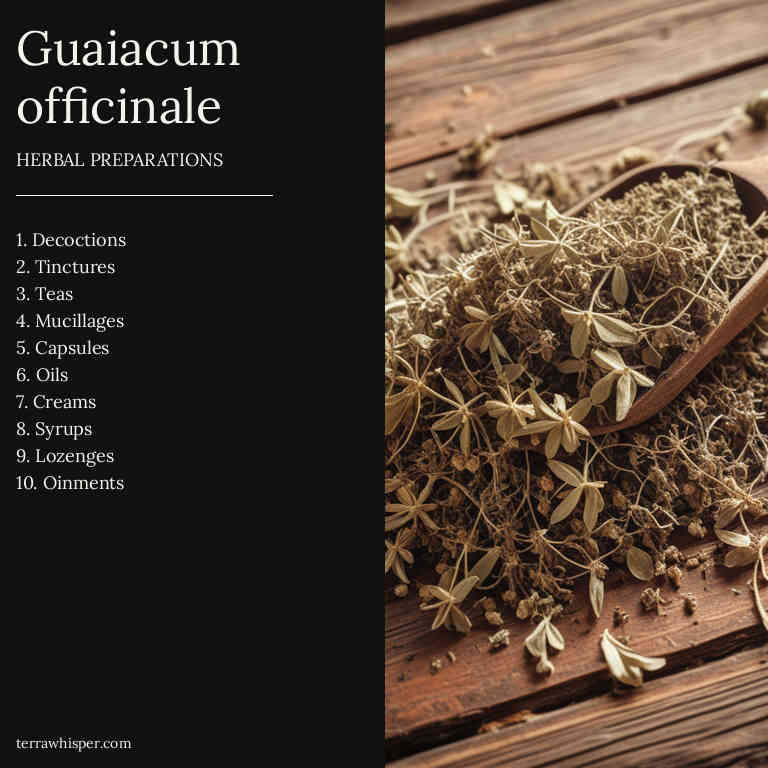 Guaiacum
officinale
HERBAL PREPARATIONS
1. Decoctions
2. Tinctures
3. Teas
4. Mucillages
5. Capsules
6. Oils
7. Creams
8. Syrups
9. Lozenges
10. Oinments
terrawhisper.com